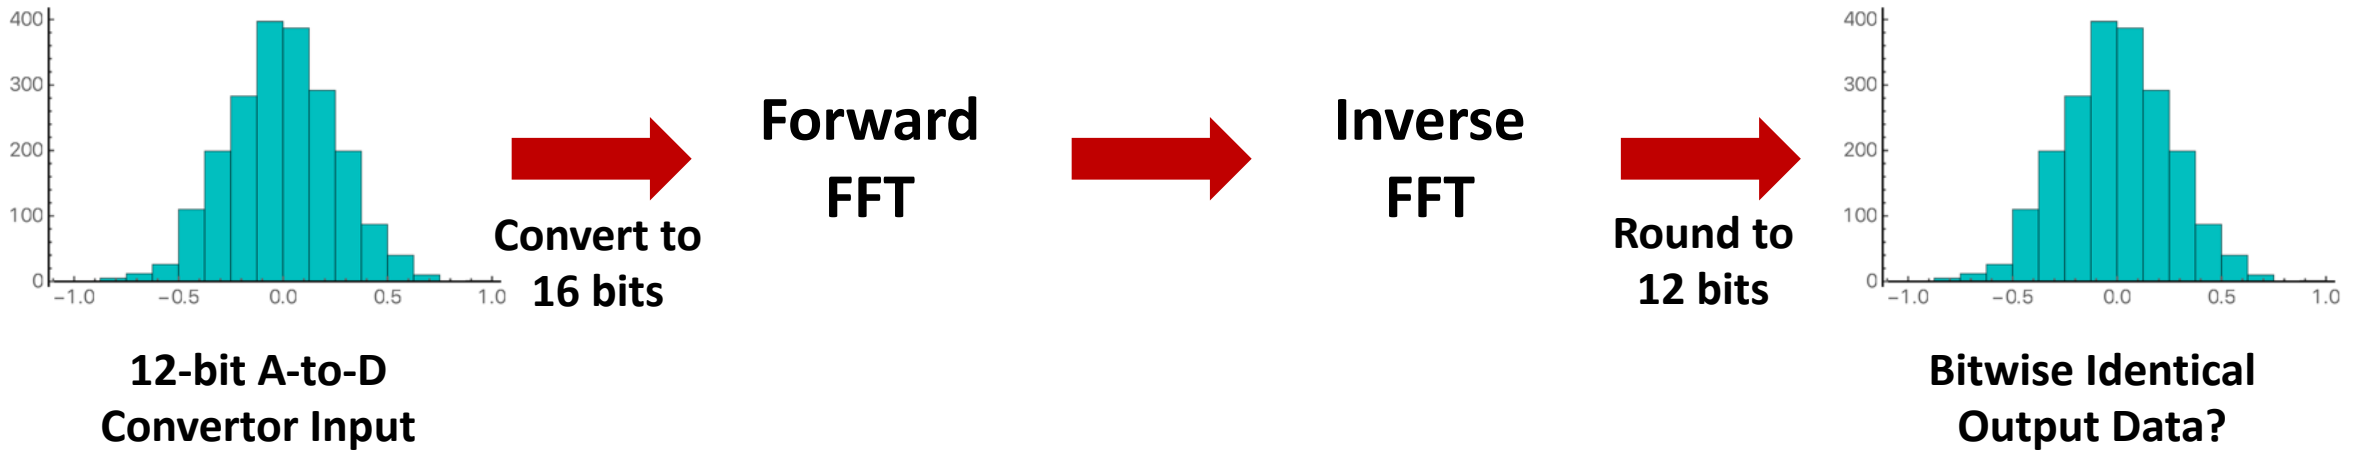 400
300
200
100
0
−1.0
−0.5
0.0
0.5
1.0
12-bit A-to-D
Convertor Input
Convert to
16 bits
Forward
FFT
Inverse
FFT
Round to
12 bits
400
300
200
100
0
−1.0
−0.5
0.0
0.5
1.0
Bitwise Identical
Output Data?